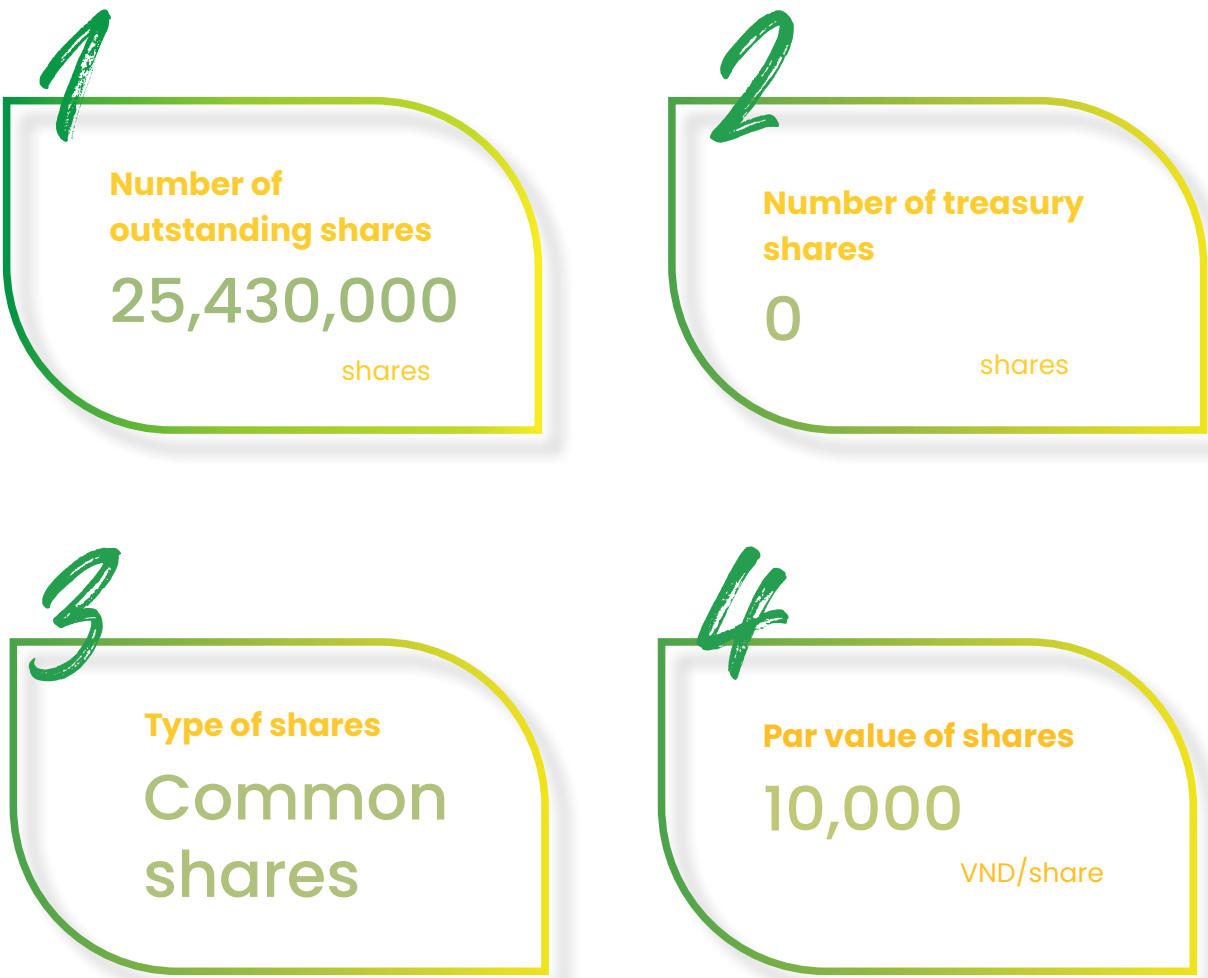 1
Number of
outstanding shares
25,430,000
shares
2
Number of treasury
shares
0
shares
3
Type of shares
Common
shares
4
Par value of shares
10,000
VND/share